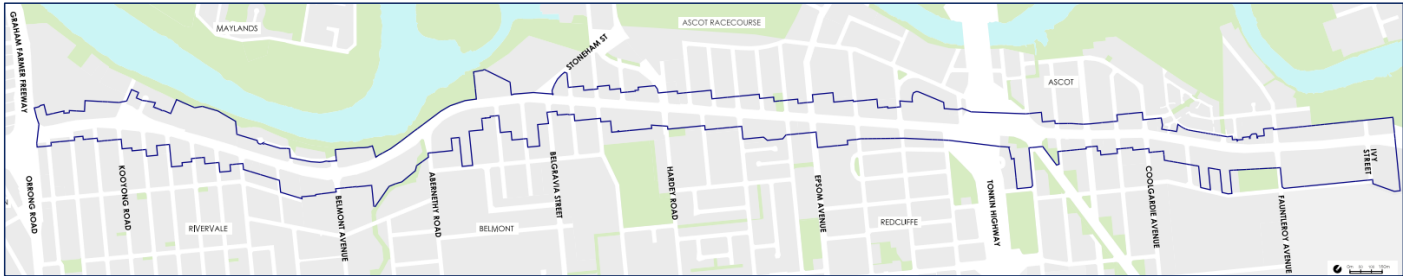 GRAHAM FARMER FREEWAY
MAYLANDS
STONEHAM ST
ASCOT RACECOURSE
ASCOT
ORRONG ROAD
KOOYONG ROAD
RIVERVALE
BELMONT AVENUE
ABERNETHY ROAD
BELMONT
BELGRAVIA STREET
HARDEY ROAD
EPSOM AVENUE
REDCLIFFE
TONKIN HIGHWAY
COOLGARDIE AVENUE
FAUNTLEROY AVENUE
IVY
STREET